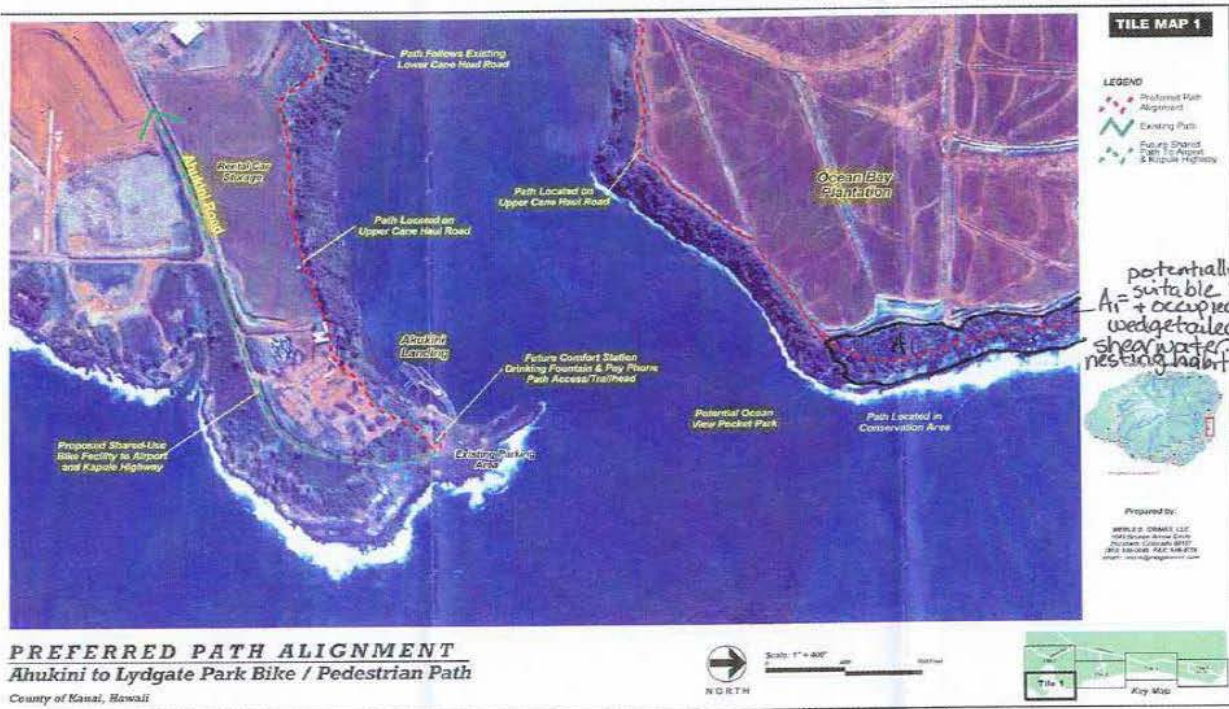 TILE MAP 1
LEGEND
Preferred Path
Alignment
Existing Path
Future Shared
Path To Airport
& Kapule Highway
Path Follows Existing
Lower Cane Haul Road
Rental Car
Storage
Ahukini Road
Path Located on
Upper Cane Haul Road
Ahukini
Landing
Future Comfort Station
Drinking Fountain & Pay Phone
Path Access/Trailhead
Existing Parking
Area
Proposed Shared-Use
Bike Facility to Airport
and Kapule Highway
Path Located on
Upper Cane Haul Road
Ocean Bay
Plantation
Potential Ocean
View Pocket Park
Path Located in
Conservation Area
potentially
suitable
A1 = + occupied
wedgetailed
shearwater
nesting habit
Prepared by:
PREFERRED PATH ALIGNMENT
Ahukini to Lydgate Park Bike / Pedestrian Path
County of Kauai, Hawaii
NORTH
Scale: 1" = 400'
Tile 1
Key Map